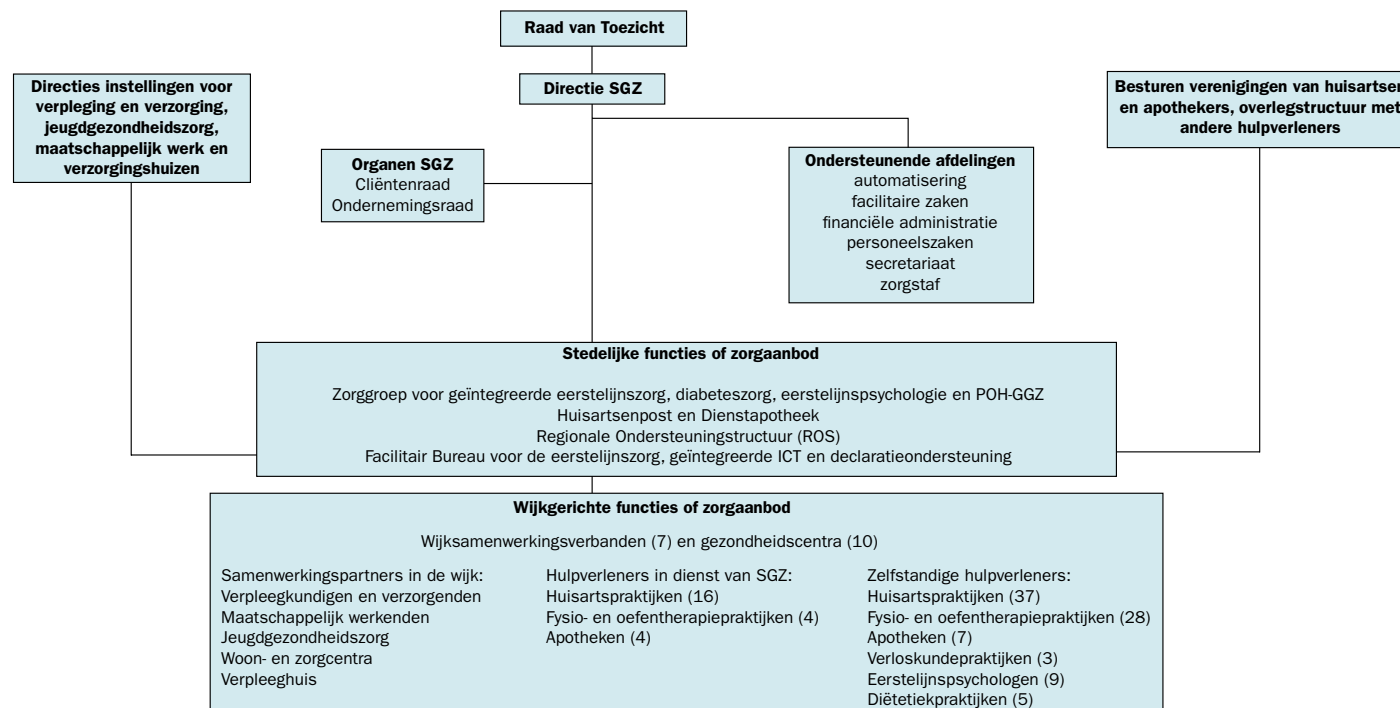 Raad van Toezicht
Directie SGZ
Directies instellingen voor
verpleging en verzorging,
jeugdgezondheidszorg,
maatschappelijk werk en
verzorgingshuizen
Besturen verenigingen van huisartsen
en apothekers, overlegstructuur met
andere hulpverleners
Organen SGZ
Cliëntenraad
Ondernemingsraad
Ondersteunende afdelingen
automatisering
facilitaire zaken
financiële administratie
personeelszaken
secretariaat
zorgstaf
Stedelijke functies of zorgaanbod
Zorggroep voor geïntegreerde eerstelijnszorg, diabeteszorg, eerstelijnspsychologie en POH-GGZ
Huisartsenpost en Dienstapotheek
Regionale Ondersteuningstructuur (ROS)
Facilitair Bureau voor de eerstelijnszorg, geïntegreerde ICT en declaratieondersteuning
Wijkgerichte functies of zorgaanbod
Wijksamenwerkingsverbanden (7) en gezondheidscentra (10)
Samenwerkingspartners in de wijk:
Verpleegkundigen en verzorgenden
Maatschappelijk werkenden
Jeugdgezondheidszorg
Woon- en zorgcentra
Verpleeghuis
Hulpverleners in dienst van SGZ:
Huisartspraktijken (16)
Fysio- en oefentherapiepraktijken (4)
Apotheken (4)
Zelfstandige hulpverleners:
Huisartspraktijken (37)
Fysio- en oefentherapiepraktijken (28)
Apotheken (7)
Verloskundepraktijken (3)
Eerstelijnspsychologen (9)
Diëtetiekpraktijken (5)